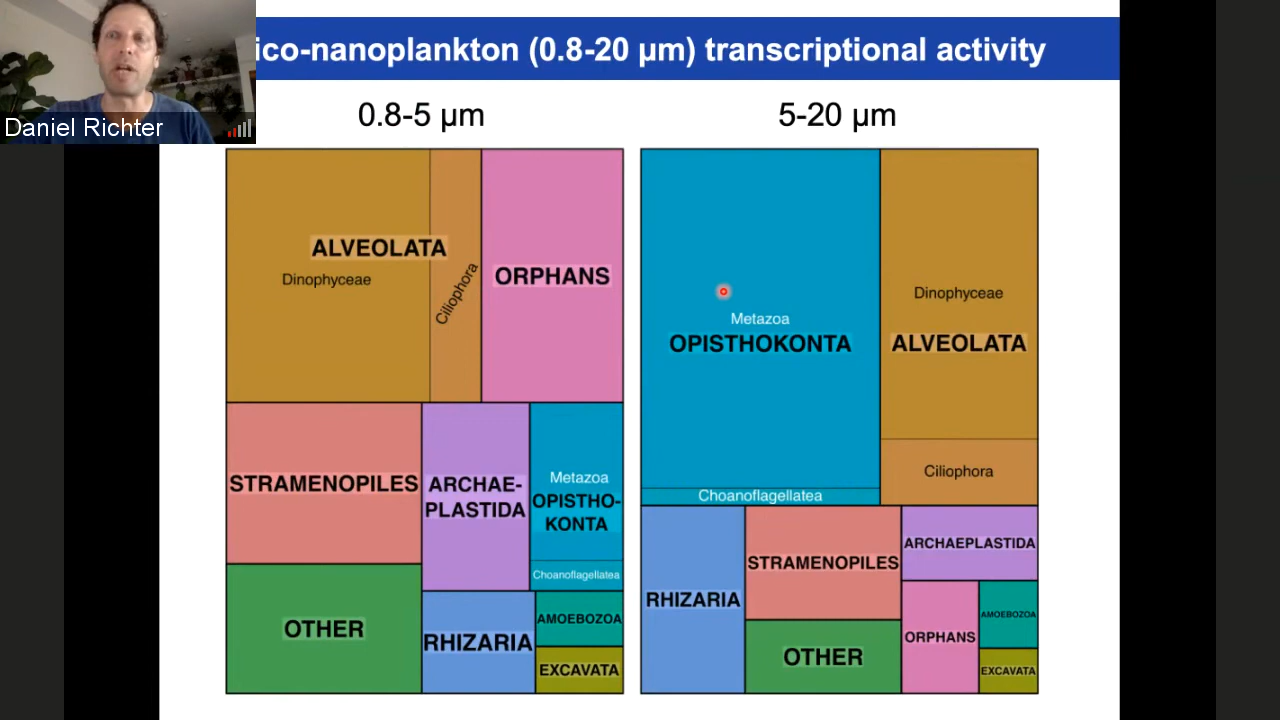 ico-nanoplankton (0.8-20 µm) transcriptional activity
Daniel Richter
0.8-5 µm
5-20 µm
ALVEOLATA
Dinophyceae
Ciliophora
ORPHANS
STRAMENOPILES
ARCHAE-
PLASTIDA
Metazoa
OPISTHO-
KONTA
Choanoflagellatea
OTHER
RHIZARIA
AMOEBOZOA
EXCAVATA
Metazoa
OPISTHOKONTA
Choanoflagellatea
Dinophyceae
ALVEOLATA
Ciliophora
RHIZARIA
STRAMENOPILES
OTHER
ARCHAEPLASTIDA
ORPHANS
AMOEBOZOA
EXCAVATA